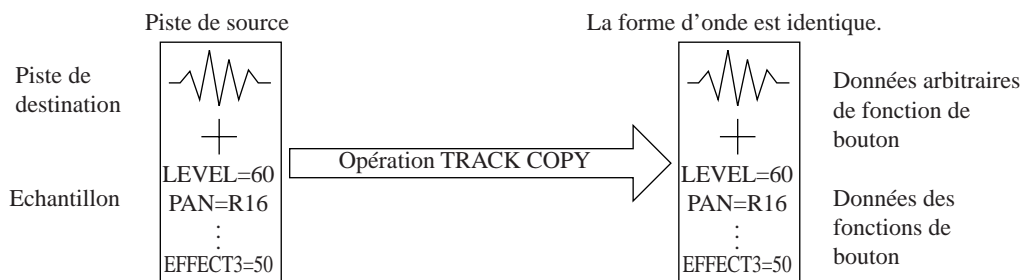 Piste de source
La forme d’onde est identique.
Piste de
destination
Données arbitraires
de fonction de
bouton
Opération TRACK COPY
Echantillon
LEVEL=60
PAN=R16
EFFECT3=50
LEVEL=60
PAN=R16
EFFECT3=50
Données des
fonctions de
bouton